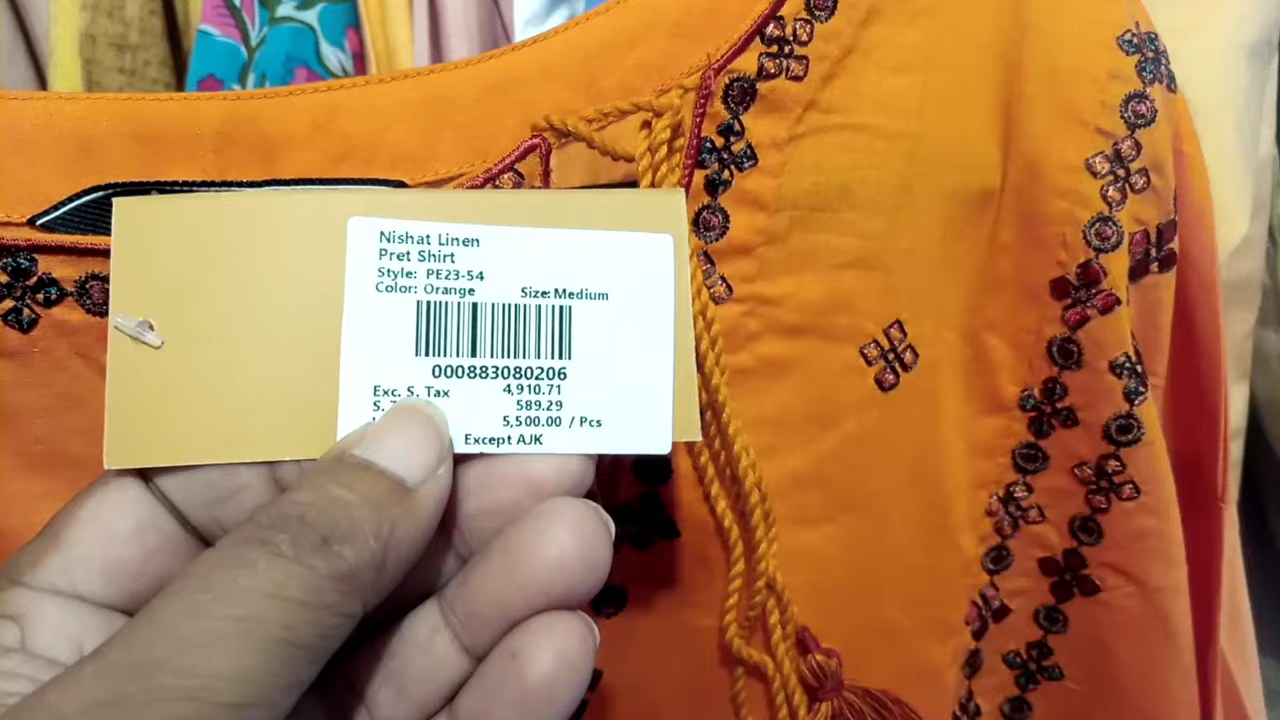 Nishat Linen
Pret Shirt
Style: PE23-54
Color: Orange Size: Medium
000883080206
Exc. S. Tax 4,910.71
S. 589.29
5,500.00 / Pcs
Except AJK